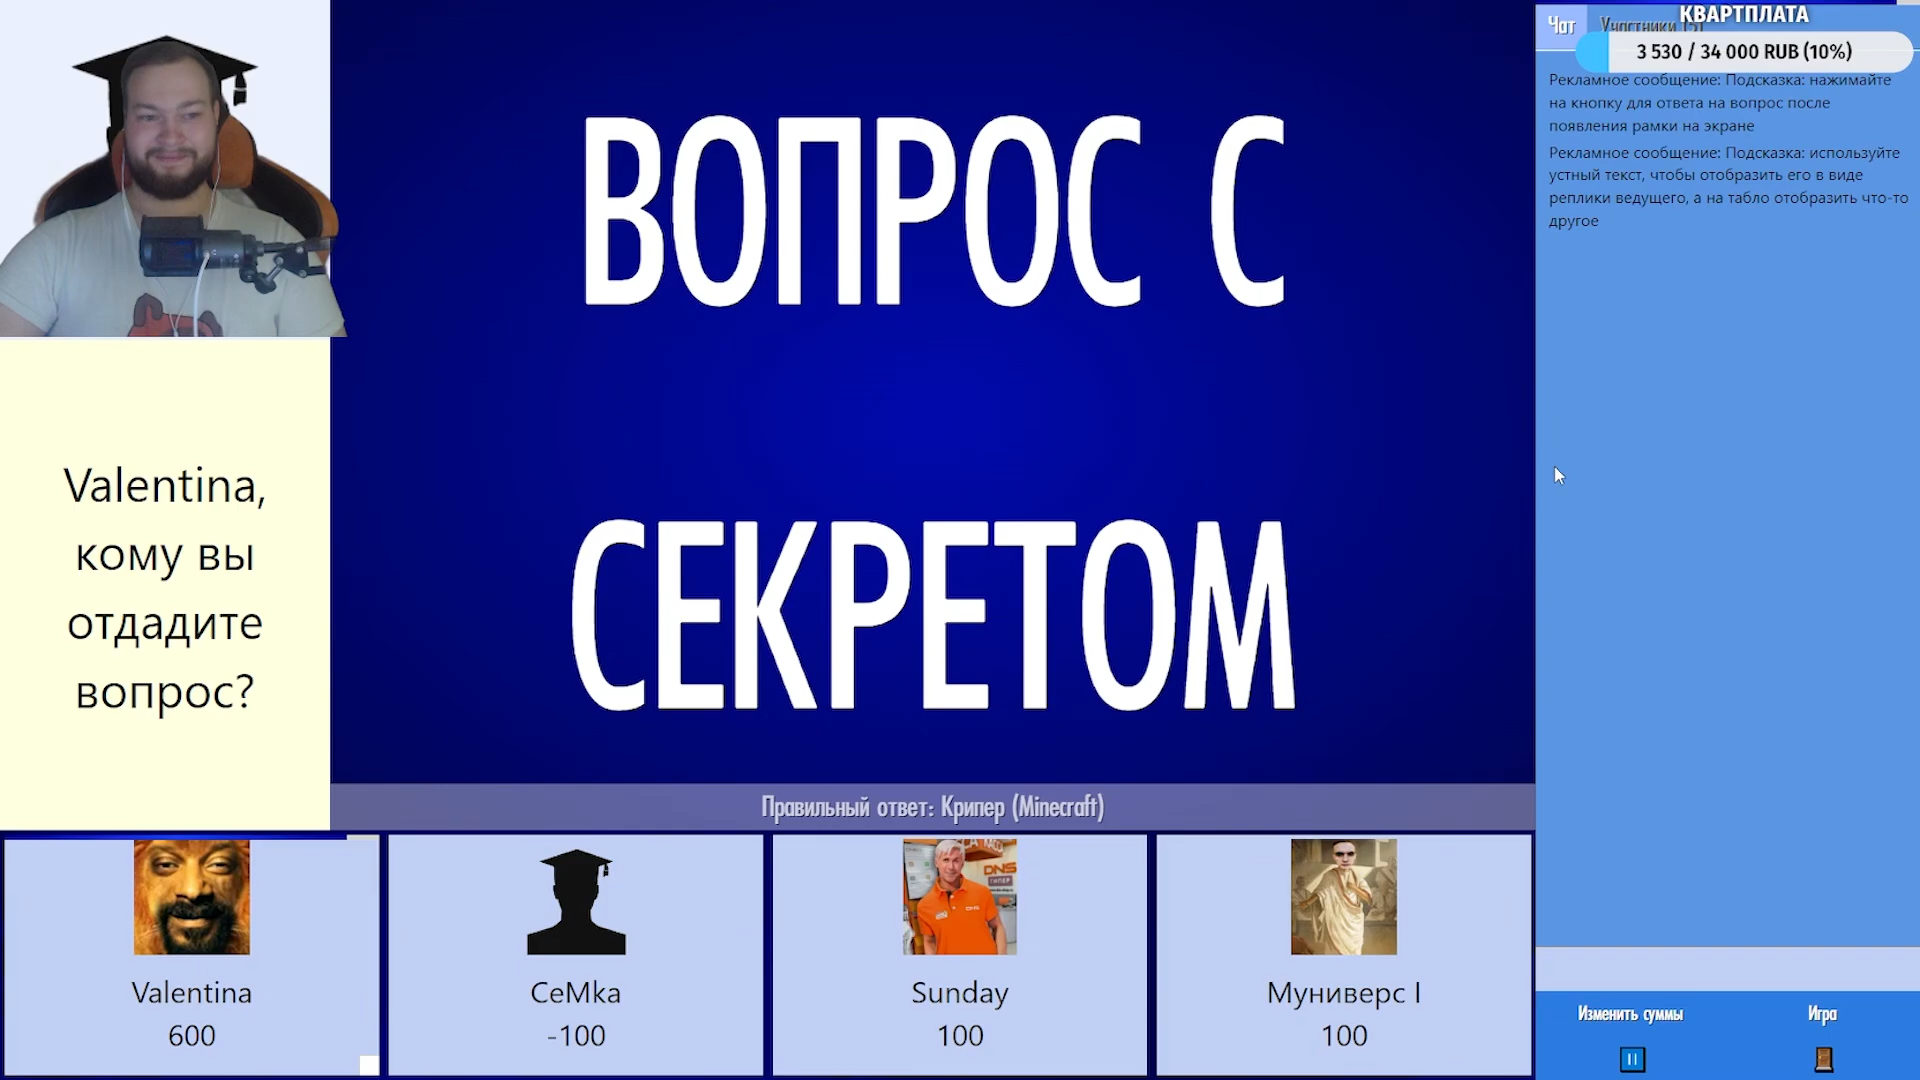 ВОПРОС С
СЕКРЕТОМ
Valentina,
кому вы
отдадите
вопрос?
Правильный ответ: Крипер (Minecraft)
Valentina
600
CeMka
-100
Sunday
100
Муниверс I
100
Чат
Участники
КВАРТПЛАТА
3 530 / 34 000 RUB (10%)
Рекламное сообщение: Подсказка: нажимайте
на кнопку для ответа на вопрос после
появления рамки на экране
Рекламное сообщение: Подсказка: используйте
устный текст, чтобы отобразить его в виде
реплики ведущего, а на табло отобразить что-то
другое
Изменить суммы
Игра
DNS
ГИПЕР